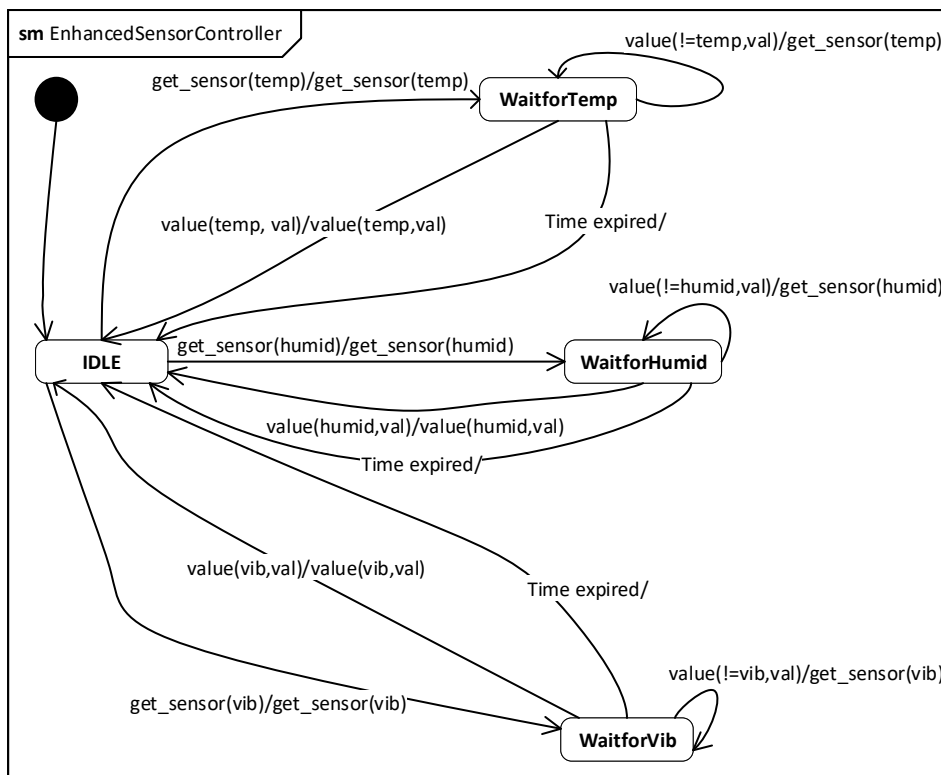 sm EnhancedSensorController
value(!=temp,val)/get_sensor(temp)
get_sensor(temp)/get_sensor(temp)
WaitforTemp
value(temp, val)/value(temp,val)
Time expired/
value(!=humid,val)/get_sensor(humid)
get_sensor(humid)/get_sensor(humid)
IDLE
WaitforHumid
value(humid,val)/value(humid,val)
Time expired/
value(vib,val)/value(vib,val)
Time expired/
value(!=vib,val)/get_sensor(vib)
get_sensor(vib)/get_sensor(vib)
WaitforVib